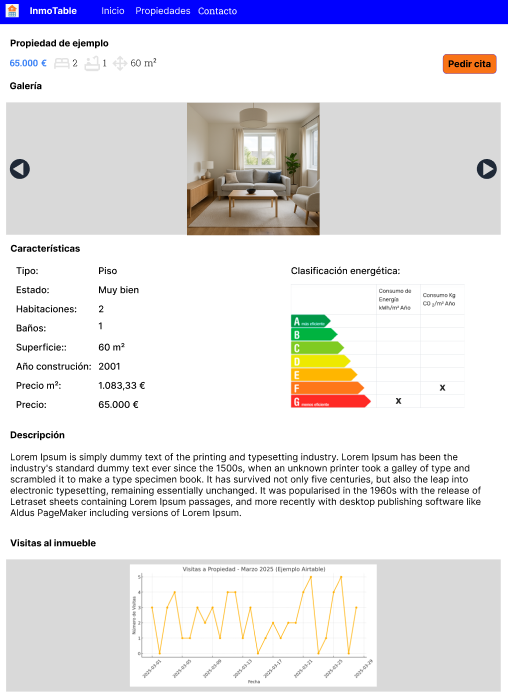 InmoTable Inicio Propiedades Contacto
Propiedad de ejemplo
65.000 € 2 1 60 m²
Pedir cita
Galería
Características
Tipo: Piso
Estado: Muy bien
Habitaciones: 2
Baños: 1
Superficie:: 60 m²
Año construción: 2001
Precio m²: 1.083,33 €
Precio: 65.000 €
Clasificación energética:
Consumo de
Energía
kWh/m² Año
Consumo Kg
CO ₂/m² Año
A más eficiente
B
C
D
E
F X
G menos eficiente X
Descripción
Lorem Ipsum is simply dummy text of the printing and typesetting industry. Lorem Ipsum has been the
industry's standard dummy text ever since the 1500s, when an unknown printer took a galley of type and
scrambled it to make a type specimen book. It has survived not only five centuries, but also the leap into
electronic typesetting, remaining essentially unchanged. It was popularised in the 1960s with the release of
Letraset sheets containing Lorem Ipsum passages, and more recently with desktop publishing software like
Aldus PageMaker including versions of Lorem Ipsum.
Visitas al inmueble
Visitas a Propiedad - Marzo 2025 (Ejemplo Airtable)
Número de Visitas
5
4
3
2
1
0
2025-03-01
2025-03-05
2025-03-09
2025-03-13
2025-03-17
2025-03-21
2025-03-25
2025-03-29
Fecha